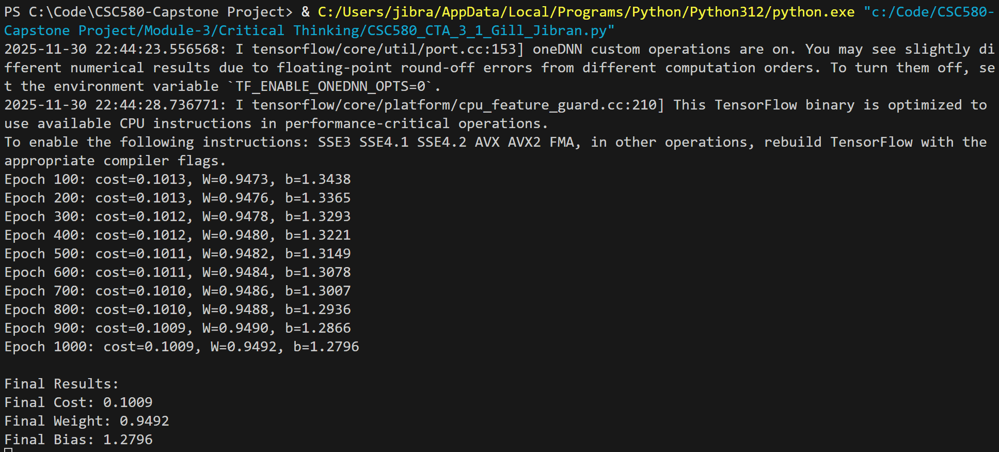 PS C:\Code\CSC580-Capstone Project> & C:/Users/jibra/AppData/Local/Programs/Python/Python312/python.exe "c:/Code/CSC580-
Capstone Project/Module-3/Critical Thinking/CSC580_CTA_3_1_Gill_Jibran.py"
2025-11-30 22:44:23.556568: I tensorflow/core/util/port.cc:153] oneDNN custom operations are on. You may see slightly di
fferent numerical results due to floating-point round-off errors from different computation orders. To turn them off, se
t the environment variable `TF_ENABLE_ONEDNN_OPTS=0`.
2025-11-30 22:44:28.736771: I tensorflow/core/platform/cpu_feature_guard.cc:210] This TensorFlow binary is optimized to
use available CPU instructions in performance-critical operations.
To enable the following instructions: SSE3 SSE4.1 SSE4.2 AVX AVX2 FMA, in other operations, rebuild TensorFlow with the
appropriate compiler flags.
Epoch 100: cost=0.1013, W=0.9473, b=1.3438
Epoch 200: cost=0.1013, W=0.9476, b=1.3365
Epoch 300: cost=0.1012, W=0.9478, b=1.3293
Epoch 400: cost=0.1012, W=0.9480, b=1.3221
Epoch 500: cost=0.1011, W=0.9482, b=1.3149
Epoch 600: cost=0.1011, W=0.9484, b=1.3078
Epoch 700: cost=0.1010, W=0.9486, b=1.3007
Epoch 800: cost=0.1010, W=0.9488, b=1.2936
Epoch 900: cost=0.1009, W=0.9490, b=1.2866
Epoch 1000: cost=0.1009, W=0.9492, b=1.2796
Final Results:
Final Cost: 0.1009
Final Weight: 0.9492
Final Bias: 1.2796